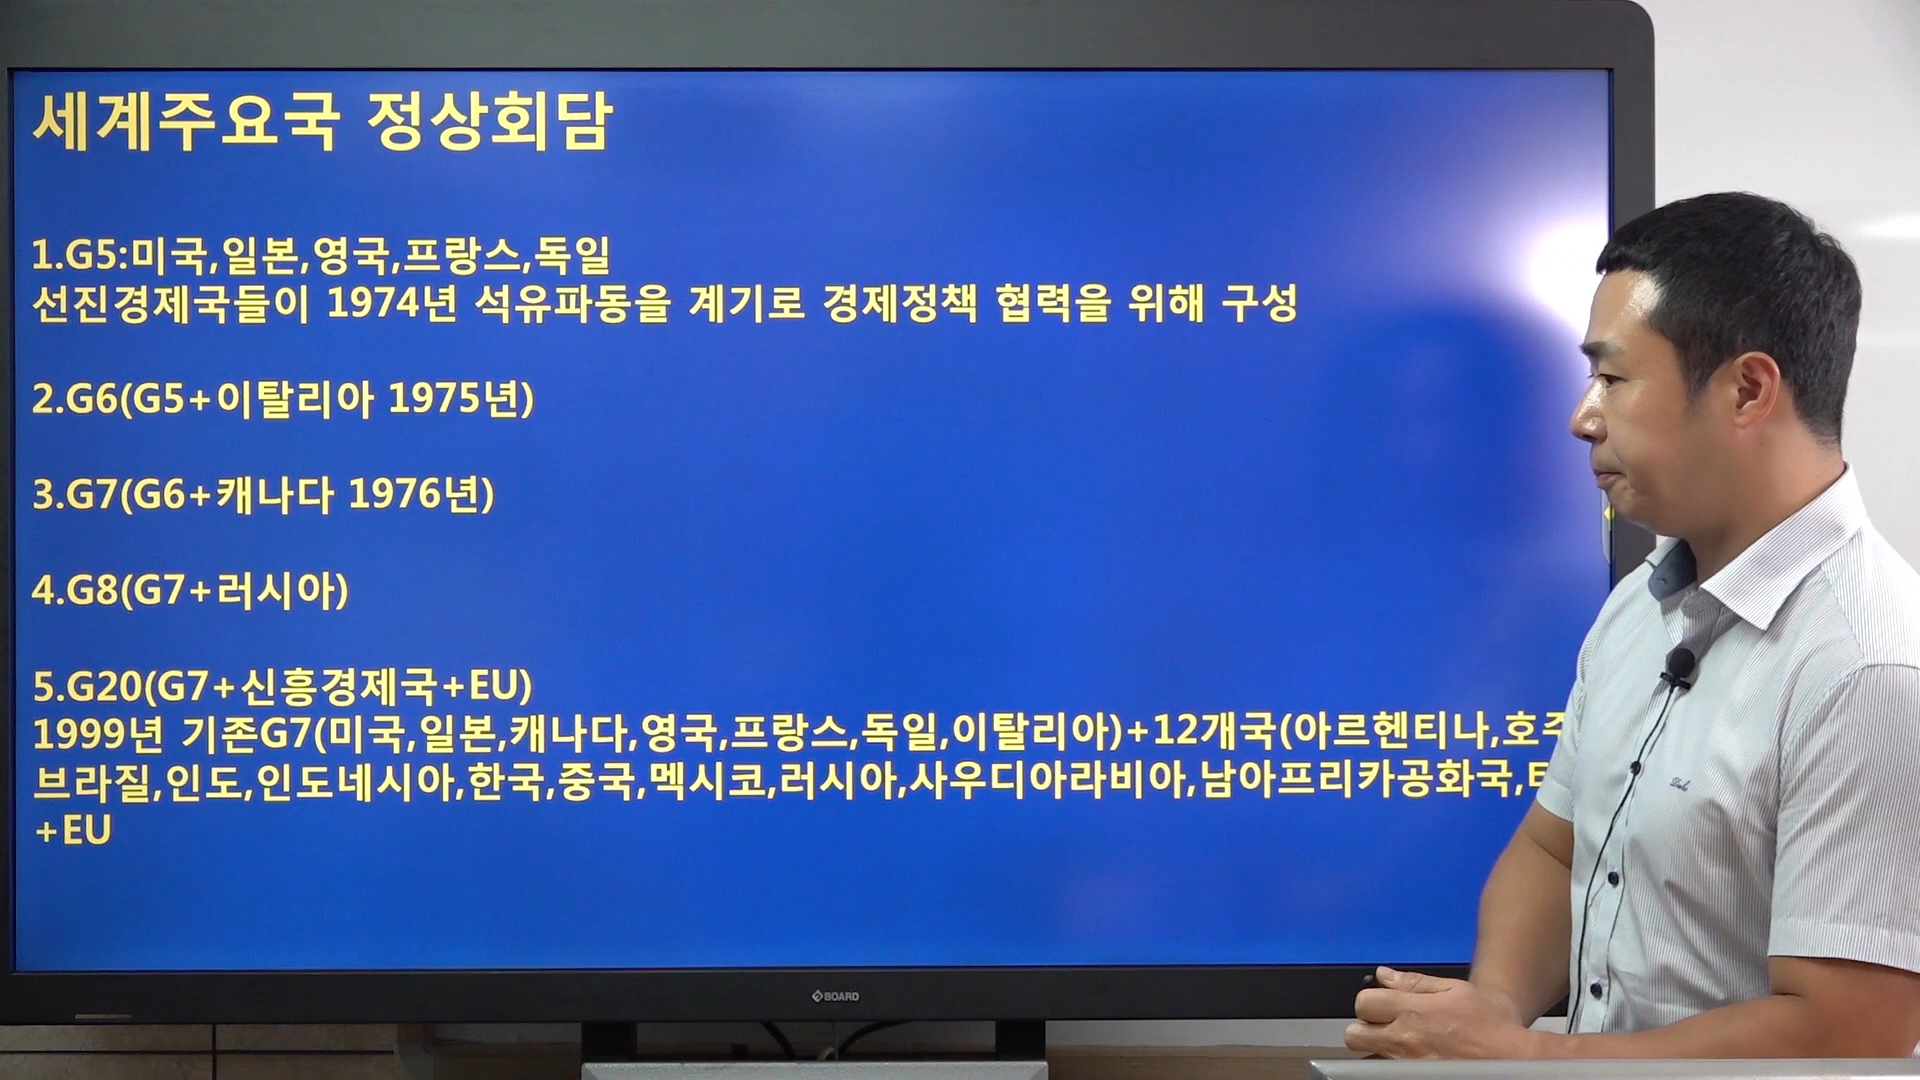 세계주요국 정상회담
1.G5:미국,일본,영국,프랑스,독일
선진경제국들이 1974년 석유파동을 계기로 경제정책 협력을 위해 구성
2.G6(G5+이탈리아 1975년)
3.G7(G6+캐나다 1976년)
4.G8(G7+러시아)
5.G20(G7+신흥경제국+EU)
1999년 기존G7(미국,일본,캐나다,영국,프랑스,독일,이탈리아)+12개국(아르헨티나,호주
브라질,인도,인도네시아,한국,중국,멕시코,러시아,사우디아라비아,남아프리카공화국,
+EU
BOARD